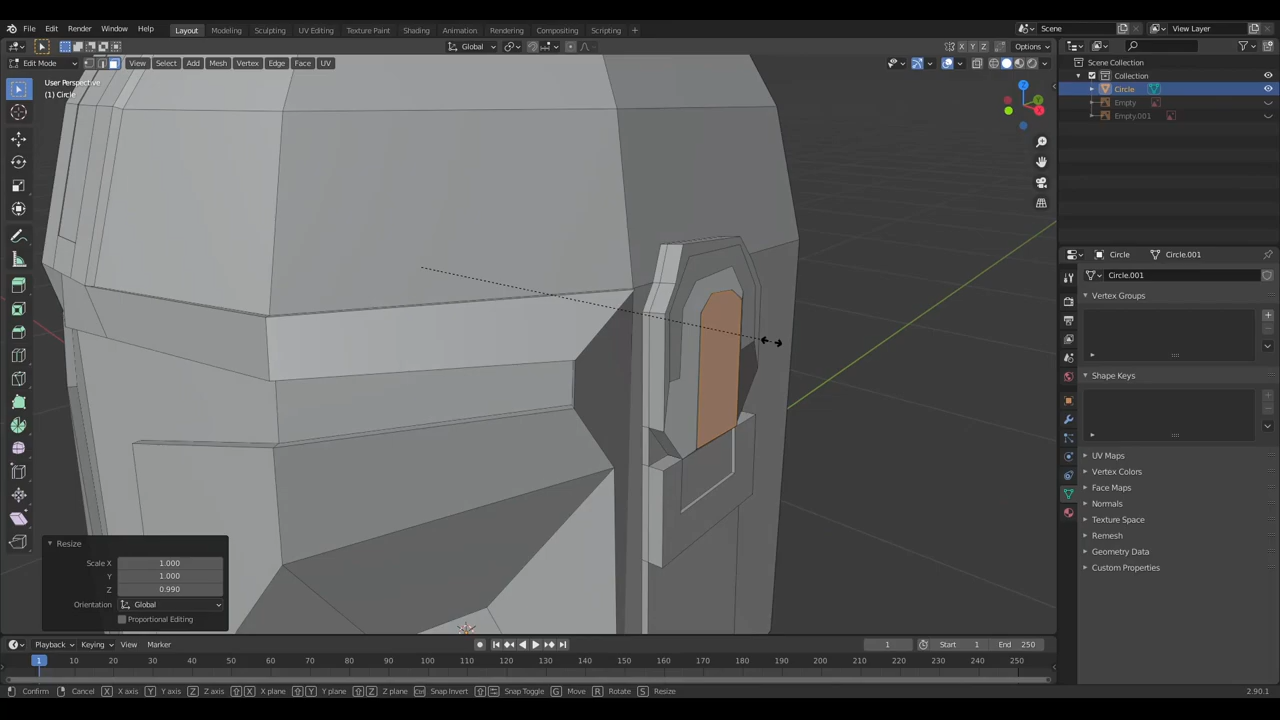 File Edit Render Window Help Layout Modeling Sculpting UV Editing Texture Paint Shading Animation Rendering Compositing Scripting Scene View Layer
Global Options
Edit Mode View Select Add Mesh Vertex Edge Face UV X Y Z
User Perspective
(1) Circle
Scene Collection
Collection
Circle
Empty
Empty.001
Circle Circle.001
Circle.001
Vertex Groups
Shape Keys
UV Maps
Vertex Colors
Face Maps
Normals
Texture Space
Remesh
Geometry Data
Custom Properties
Resize
Scale X 1.000
Y 1.000
Z 0.990
Orientation Global
Proportional Editing
Playback Keying View Marker 1 Start 1 End 250
1 10 20 30 40 50 60 70 80 90 100 110 120 130 140 150 160 170 180 190 200 210 220 230 240 250
Confirm Cancel X X axis Y Y axis Z Z axis X X plane Y Y plane Z Z plane Ctrl Snap Invert Snap Toggle G Move R Rotate S Resize 2.90.1